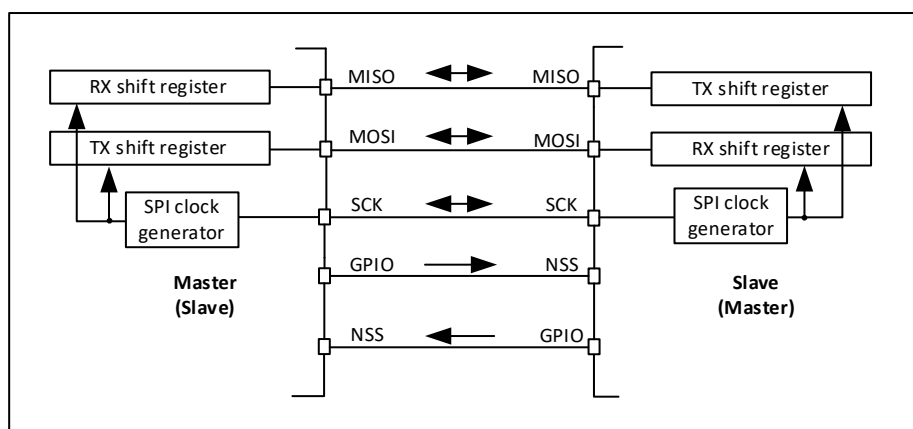 MISO MISO
RX shift register TX shift register
MOSI MOSI
TX shift register RX shift register
SCK SCK
SPI clock
generator
SPI clock
generator
GPIO NSS
Master
(Slave)
Slave
(Master)
NSS GPIO